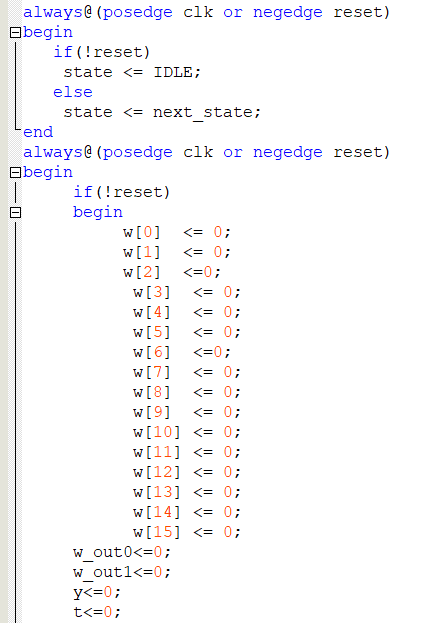 always@(posedge clk or negedge reset)
begin
if(!reset)
state <= IDLE;
else
state <= next_state;
end
always@(posedge clk or negedge reset)
begin
if(!reset)
begin
w[0] <= 0;
w[1] <= 0;
w[2] <=0;
w[3] <= 0;
w[4] <= 0;
w[5] <= 0;
w[6] <=0;
w[7] <= 0;
w[8] <= 0;
w[9] <= 0;
w[10] <= 0;
w[11] <= 0;
w[12] <= 0;
w[13] <= 0;
w[14] <= 0;
w[15] <= 0;
w_out0<=0;
w_out1<=0;
y<=0;
t<=0;